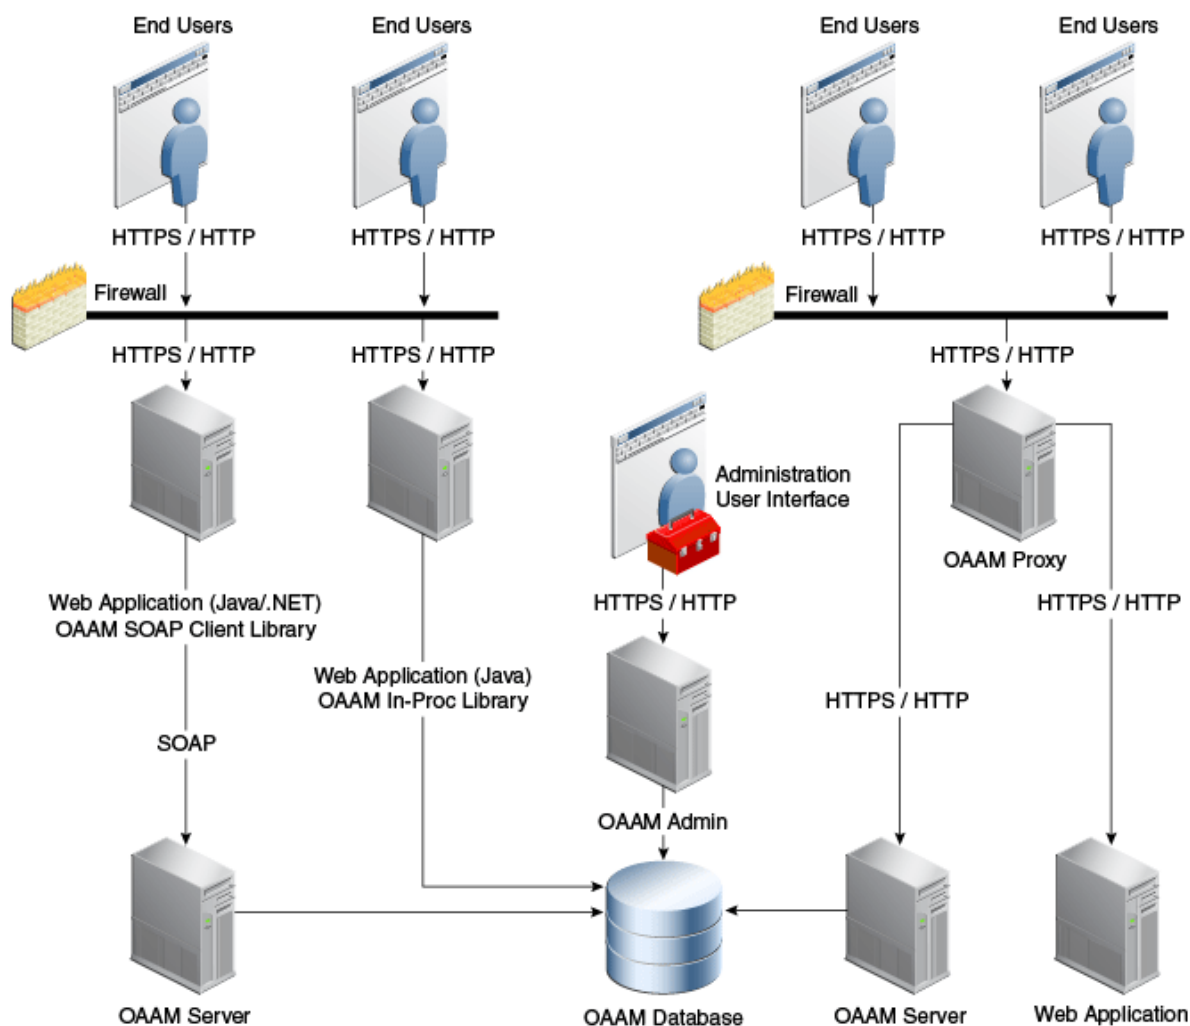 End Users
End Users
End Users
End Users
HTTPS / HTTP
HTTPS / HTTP
HTTPS / HTTP
HTTPS / HTTP
Firewall
Firewall
HTTPS / HTTP
HTTPS / HTTP
HTTPS / HTTP
Administration
User Interface
OAAM Proxy
Web Application (Java/.NET)
OAAM SOAP Client Library
HTTPS / HTTP
HTTPS / HTTP
Web Application (Java)
OAAM In-Proc Library
HTTPS / HTTP
SOAP
OAAM Admin
OAAM Server
OAAM Database
OAAM Server
Web Application